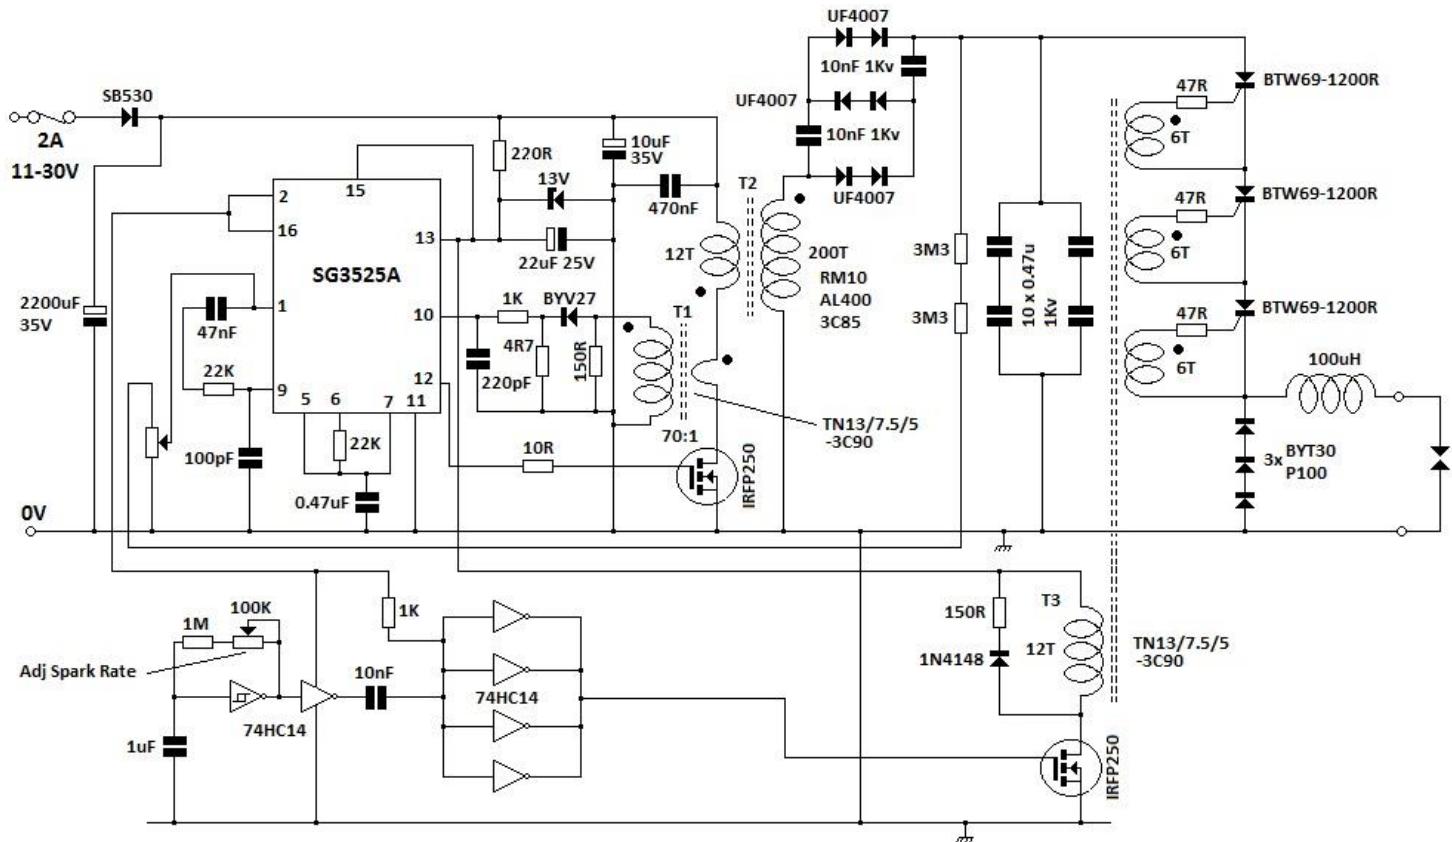 UF4007
10nF 1Kv
UF4007
10nF 1Kv
UF4007
SB530
2A
11-30V
220R
10uF
35V
13V
470nF
22uF 25V
T2
12T
200T
RM10
AL400
3C85
2
16
15
13
SG3525A
1
10
12
9
5
6
7
11
2200uF
35V
47nF
22K
100pF
22K
0.47uF
1K
BYV27
4R7
150R
220pF
T1
70:1
TN13/7.5/5
-3C90
10R
IRFP250
0V
3M3
3M3
10 x 0.47u
1Kv
47R
BTW69-1200R
6T
47R
BTW69-1200R
6T
47R
BTW69-1200R
6T
100uH
3x
BYT30
P100
1M
100K
Adj Spark Rate
1uF
74HC14
10nF
1K
74HC14
150R
1N4148
T3
12T
TN13/7.5/5
-3C90
IRFP250